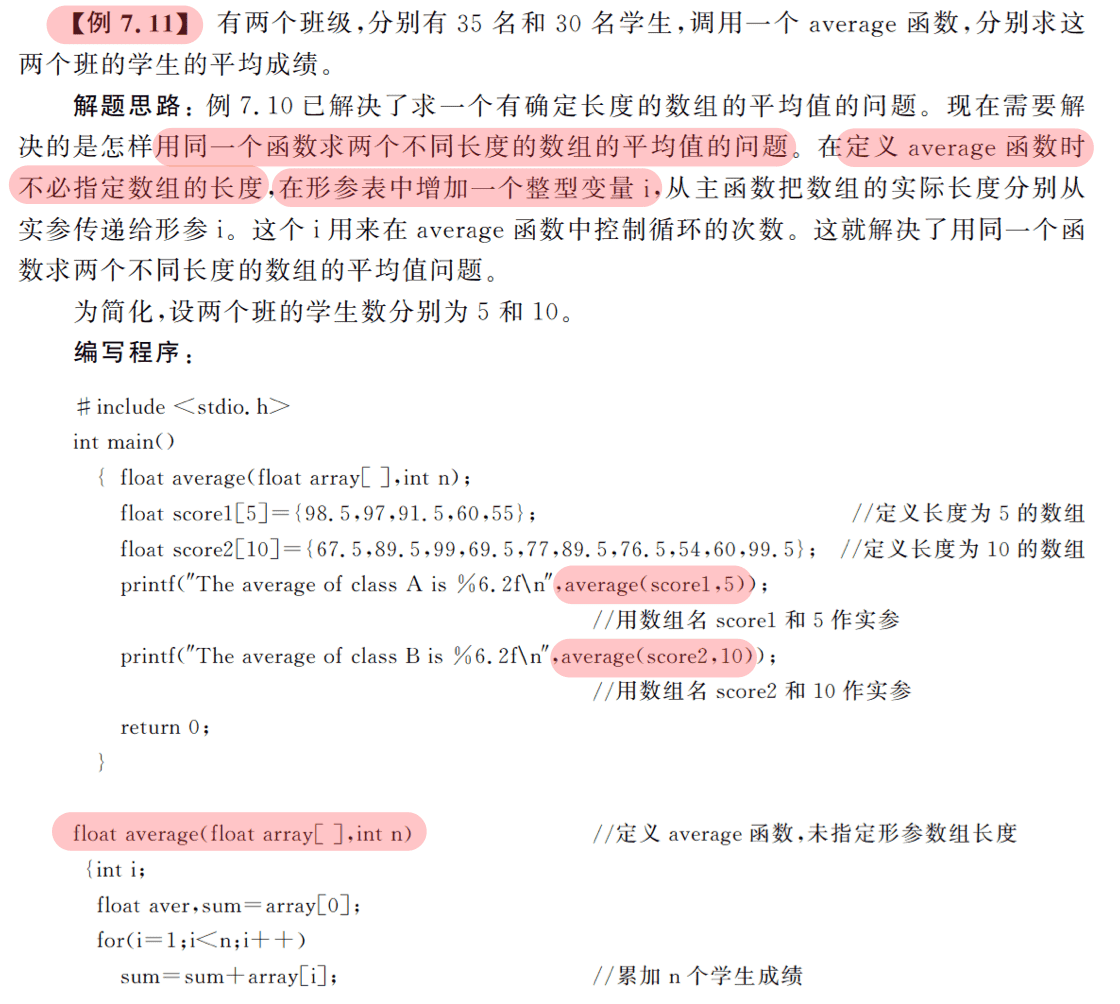 【例 7.11】 有两个班级,分别有 35 名和 30 名学生,调用一个 average 函数,分别求这
两个班的学生的平均成绩。
解题思路：例 7.10 已解决了求一个有确定长度的数组的平均值的问题。现在需要解
决的是怎样用同一个函数求两个不同长度的数组的平均值的问题。在定义 average 函数时
不必指定数组的长度,在形参表中增加一个整型变量 i,从主函数把数组的实际长度分别从
实参传递给形参 i。这个 i 用来在 average 函数中控制循环的次数。这就解决了用同一个函
数求两个不同长度的数组的平均值问题。
为简化,设两个班的学生数分别为 5 和 10。
编写程序：
#include <stdio.h>
int main()
{ float average(float array[ ],int n);
float score1[5]={98.5,97,91.5,60,55}; //定义长度为 5 的数组
float score2[10]={67.5,89.5,99,69.5,77,89.5,76.5,54,60,99.5}; //定义长度为 10 的数组
printf("The average of class A is %6.2f\n",average(score1,5));
//用数组名 score1 和 5 作实参
printf("The average of class B is %6.2f\n",average(score2,10));
//用数组名 score2 和 10 作实参
return 0;
}
float average(float array[ ],int n) //定义 average 函数,未指定形参数组长度
{int i;
float aver,sum=array[0];
for(i=1;i<n;i++)
sum=sum+array[i]; //累加 n 个学生成绩